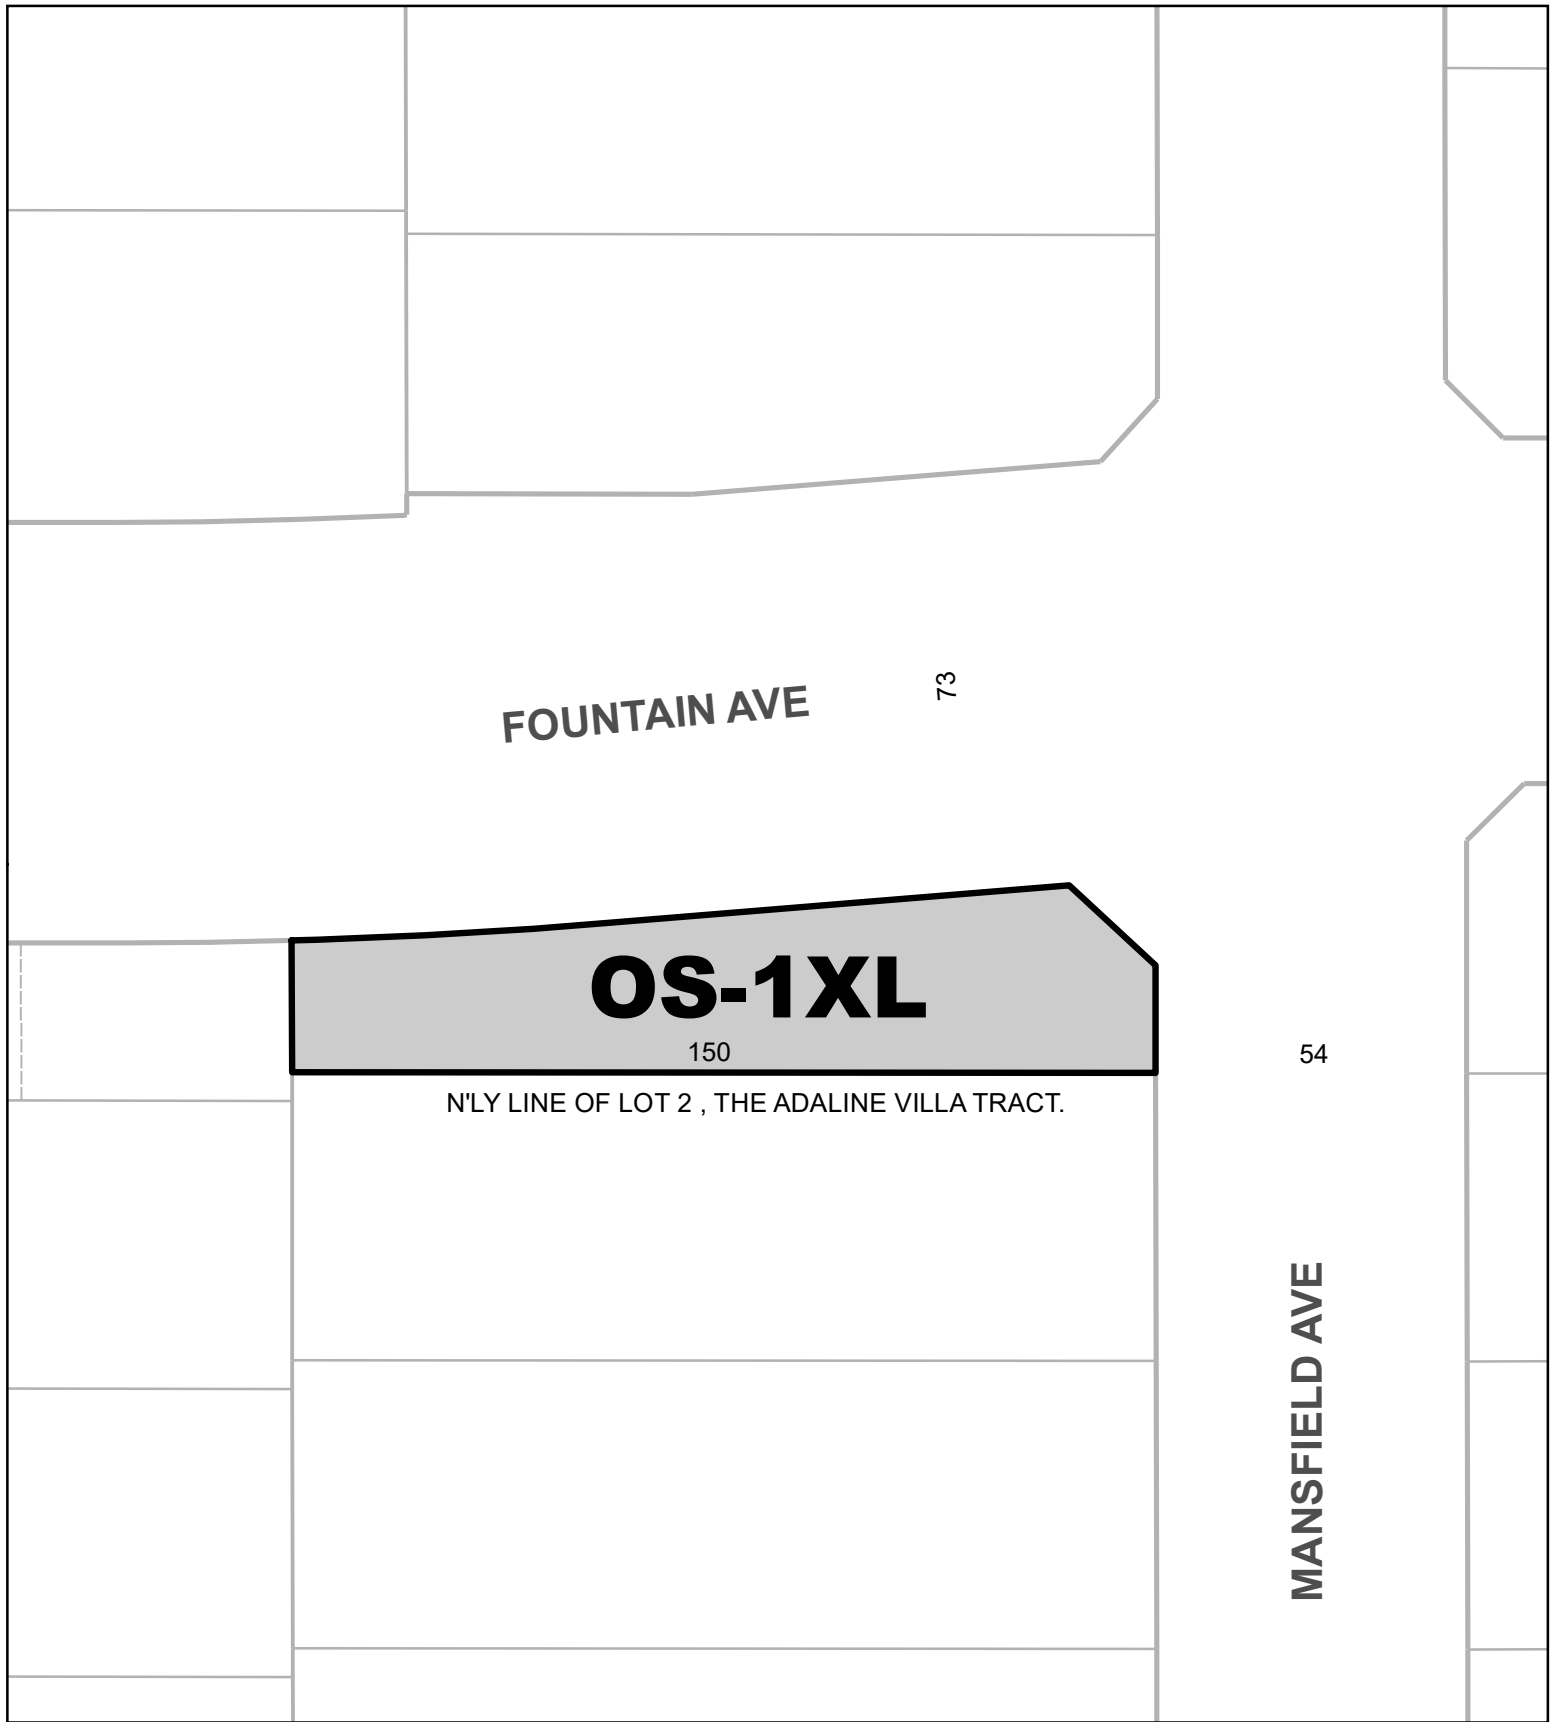 73
FOUNTAIN AVE
OS-1XL
150
54
N'LY LINE OF LOT 2 , THE ADALINE VILLA TRACT.
MANSFIELD AVE